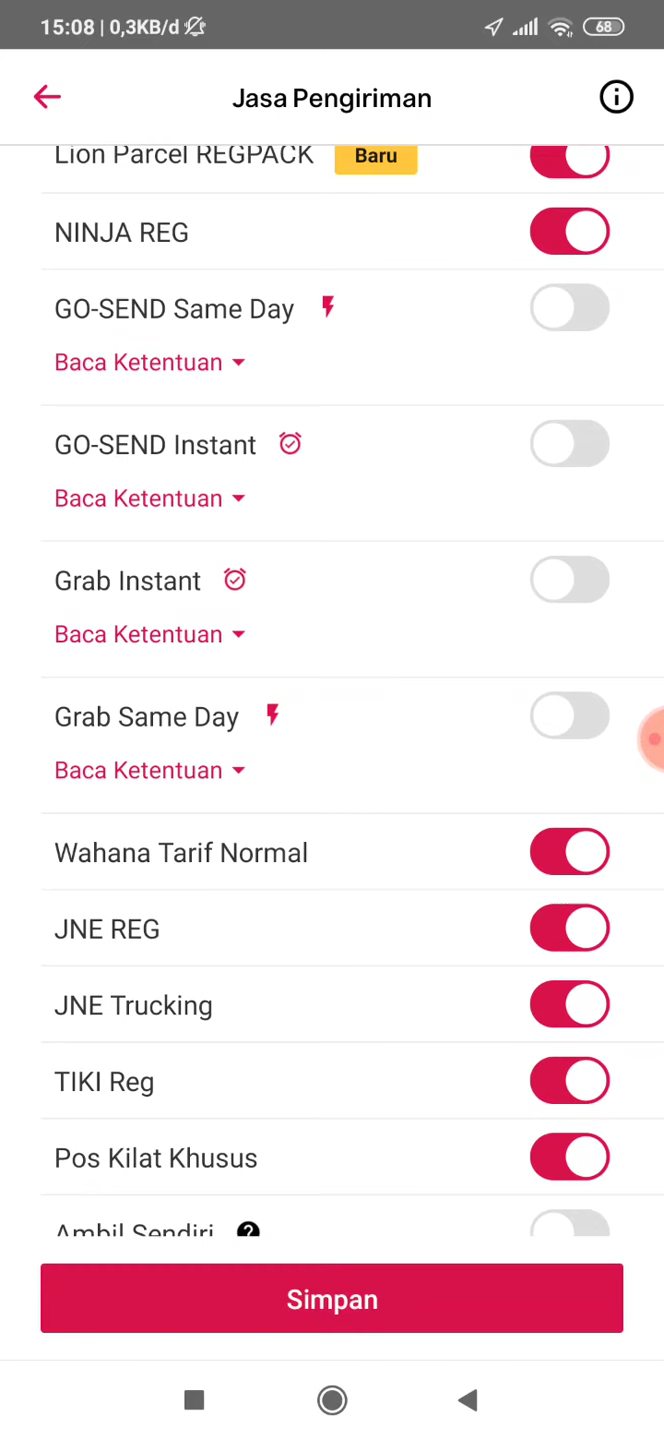 15:08 | 0,3KB/d
68
Jasa Pengiriman
Lion Parcel REGPACK Baru
NINJA REG
GO-SEND Same Day
Baca Ketentuan
GO-SEND Instant
Baca Ketentuan
Grab Instant
Baca Ketentuan
Grab Same Day
Baca Ketentuan
Wahana Tarif Normal
JNE REG
JNE Trucking
TIKI Reg
Pos Kilat Khusus
Ambil Sendiri ?
Simpan